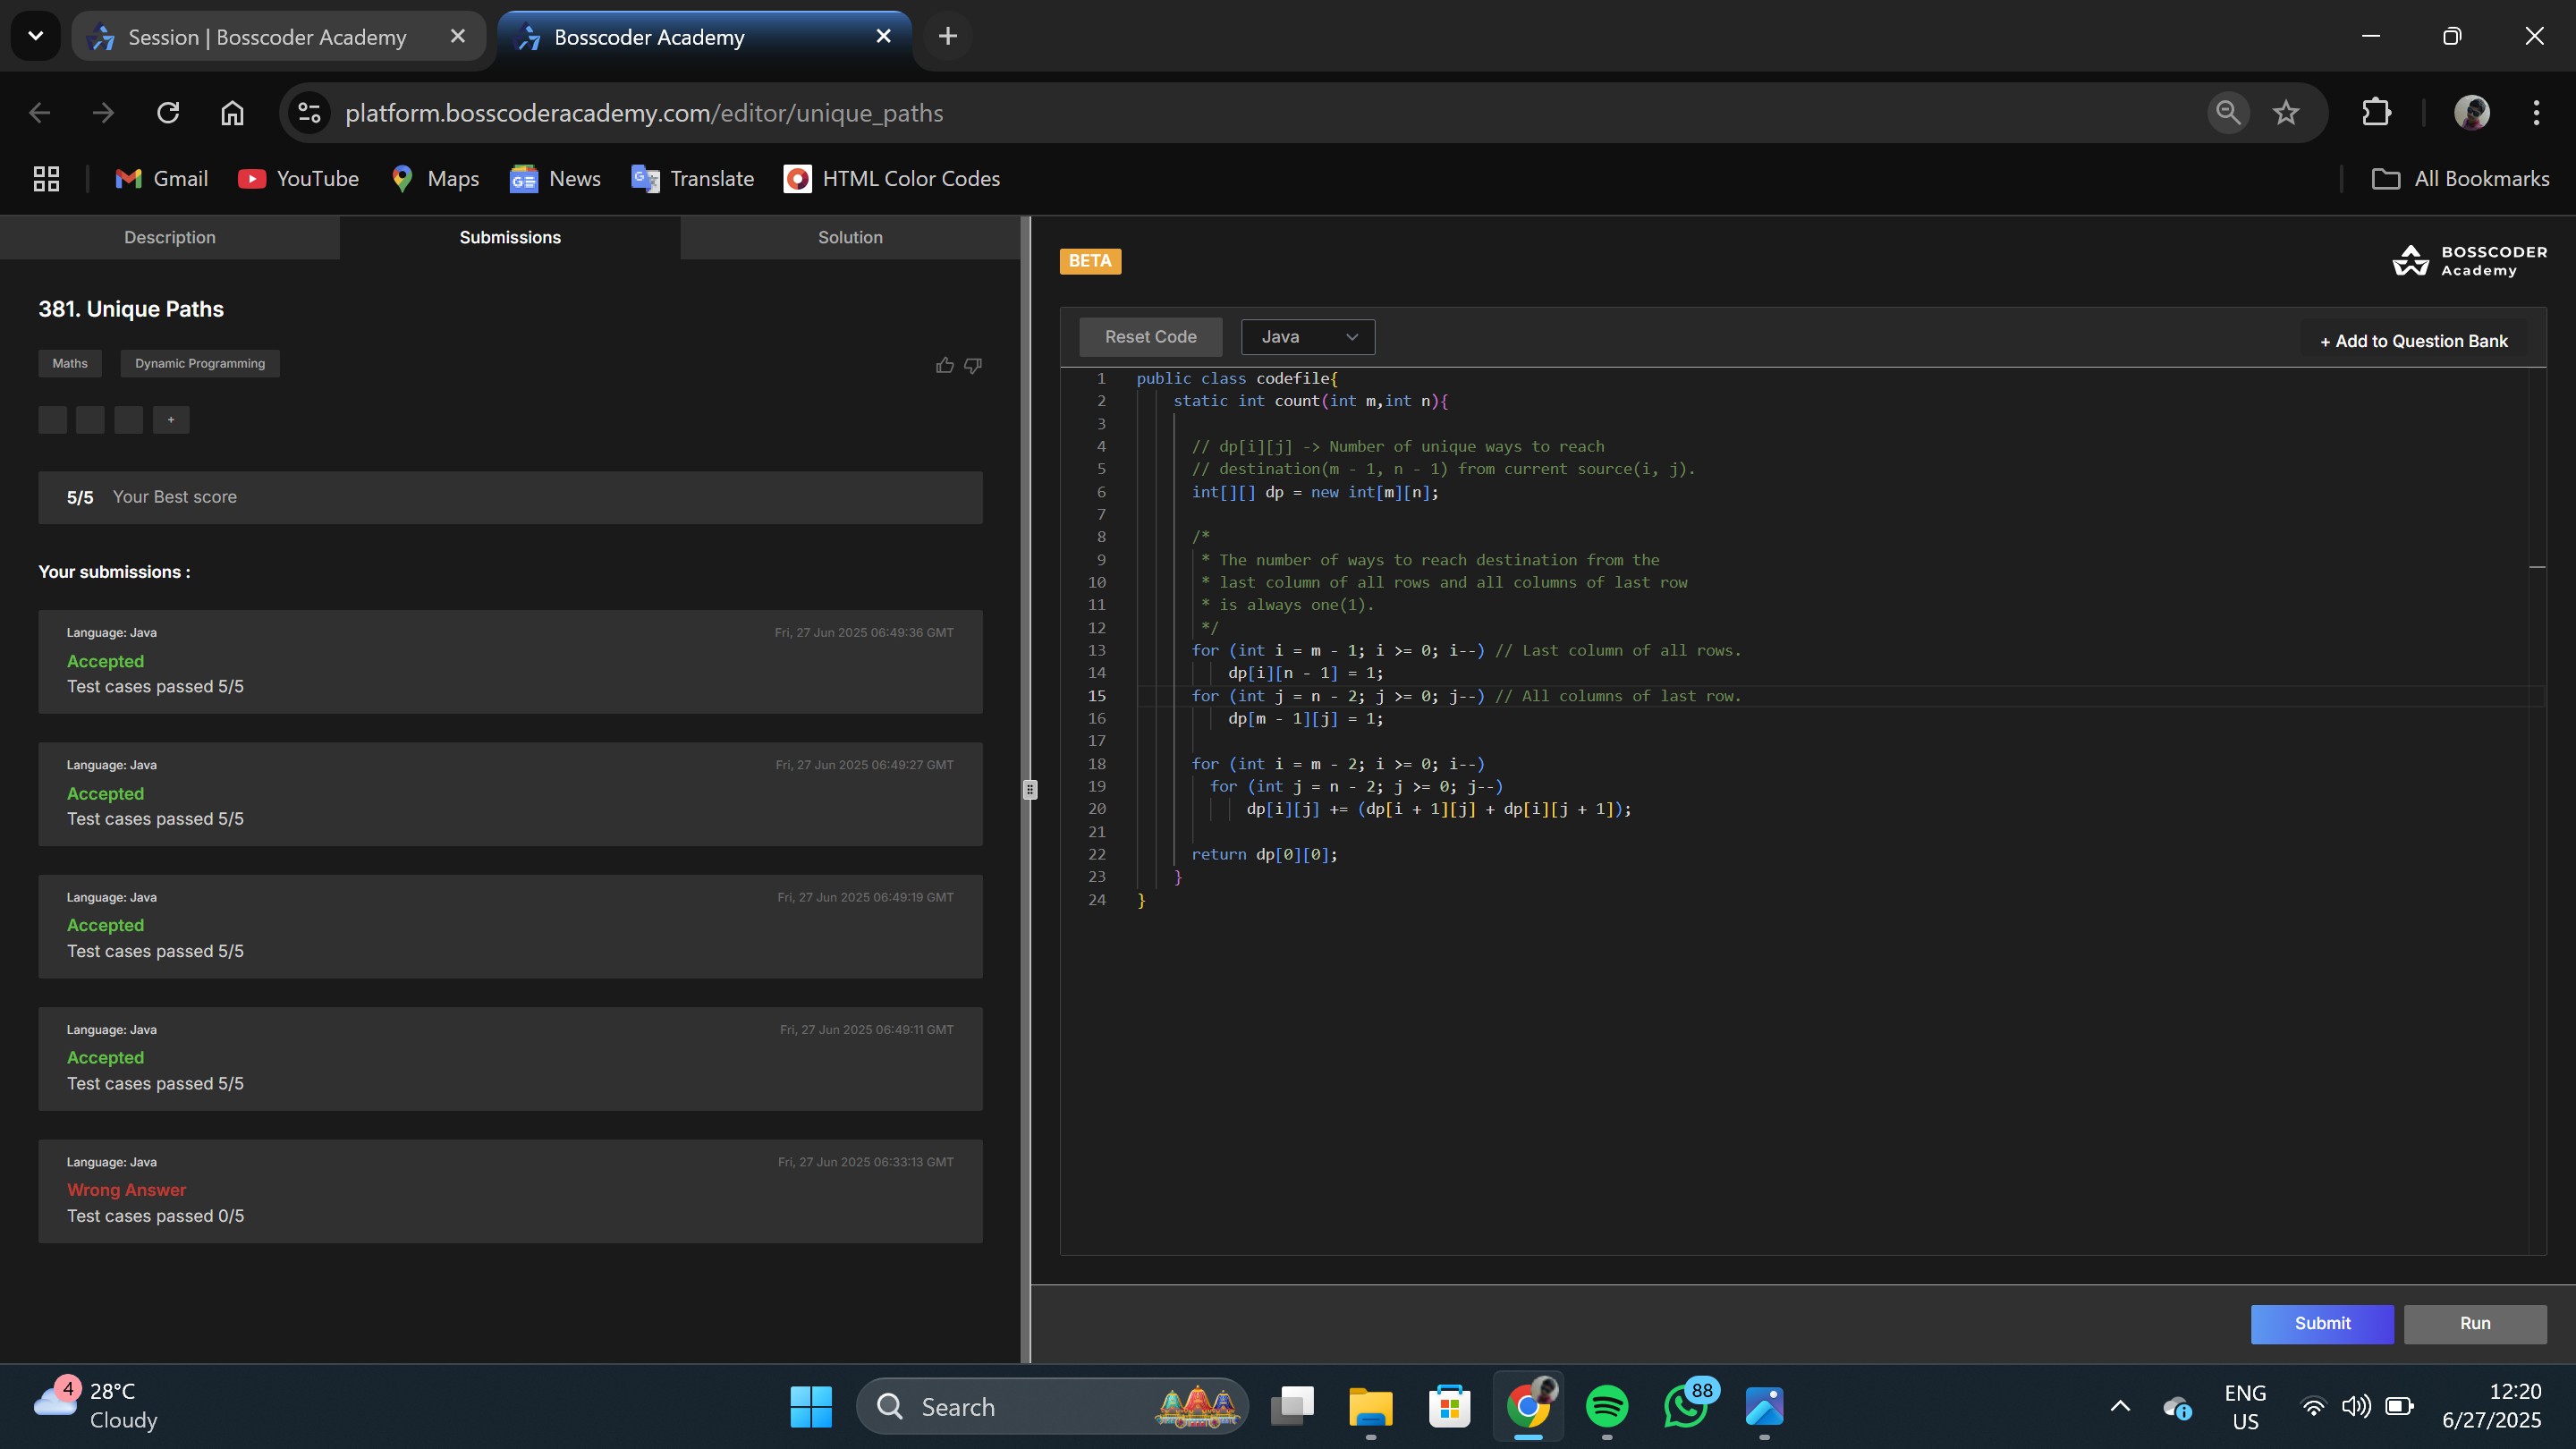 Session | Bosscoder Academy
Bosscoder Academy
platform.bosscoderacademy.com/editor/unique_paths
Gmail
YouTube
Maps
News
Translate
HTML Color Codes
All Bookmarks
Description
Submissions
Solution
381. Unique Paths
Maths
Dynamic Programming
+
5/5 Your Best score
Your submissions :
Language: Java
Fri, 27 Jun 2025 06:49:36 GMT
Accepted
Test cases passed 5/5
Language: Java
Fri, 27 Jun 2025 06:49:27 GMT
Accepted
Test cases passed 5/5
Language: Java
Fri, 27 Jun 2025 06:49:19 GMT
Accepted
Test cases passed 5/5
Language: Java
Fri, 27 Jun 2025 06:49:11 GMT
Accepted
Test cases passed 5/5
Language: Java
Fri, 27 Jun 2025 06:33:13 GMT
Wrong Answer
Test cases passed 0/5
BETA
BOSSCODER
Academy
Reset Code
Java
+ Add to Question Bank
1 public class codefile{
2 static int count(int m,int n){
3
4 // dp[i][j] -> Number of unique ways to reach
5 // destination(m - 1, n - 1) from current source(i, j).
6 int[][] dp = new int[m][n];
7
8 /*
9 * The number of ways to reach destination from the
10 * last column of all rows and all columns of last row
11 * is always one(1).
12 */
13 for (int i = m - 1; i >= 0; i--) // Last column of all rows.
14 dp[i][n - 1] = 1;
15 for (int j = n - 2; j >= 0; j--) // All columns of last row.
16 dp[m - 1][j] = 1;
17
18 for (int i = m - 2; i >= 0; i--)
19 for (int j = n - 2; j >= 0; j--)
20 dp[i][j] += (dp[i + 1][j] + dp[i][j + 1]);
21
22 return dp[0][0];
23 }
24 }
Submit
Run
4
28°C
Cloudy
Search
88
ENG
US
12:20
6/27/2025